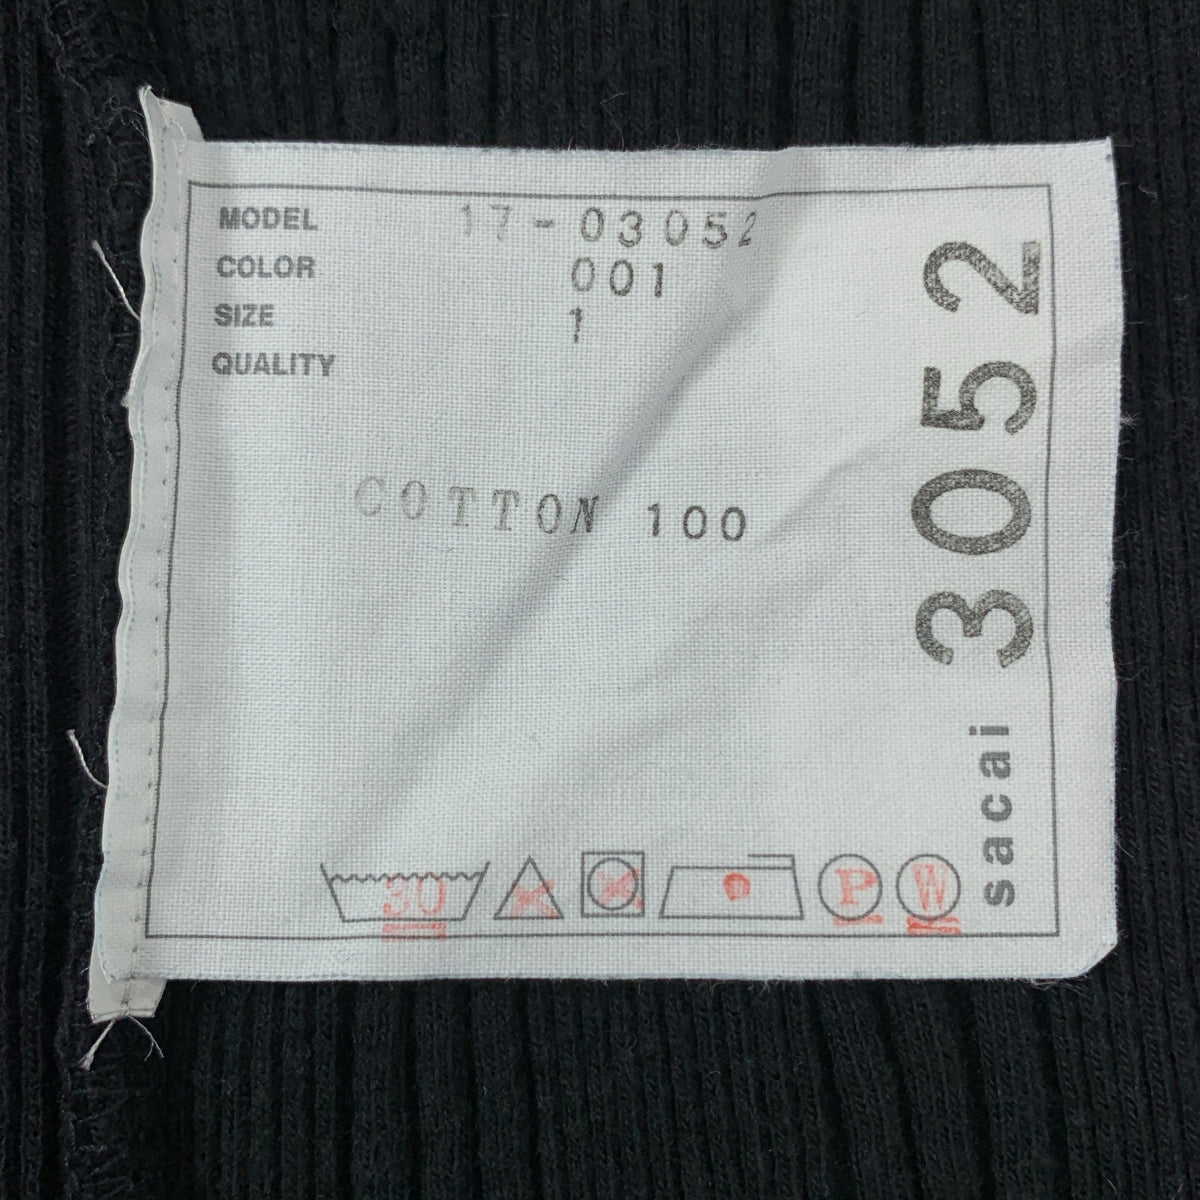 MODEL 17-03052
COLOR 001
SIZE 1
QUALITY
COTTON 100
30
P
W
sacai 3052